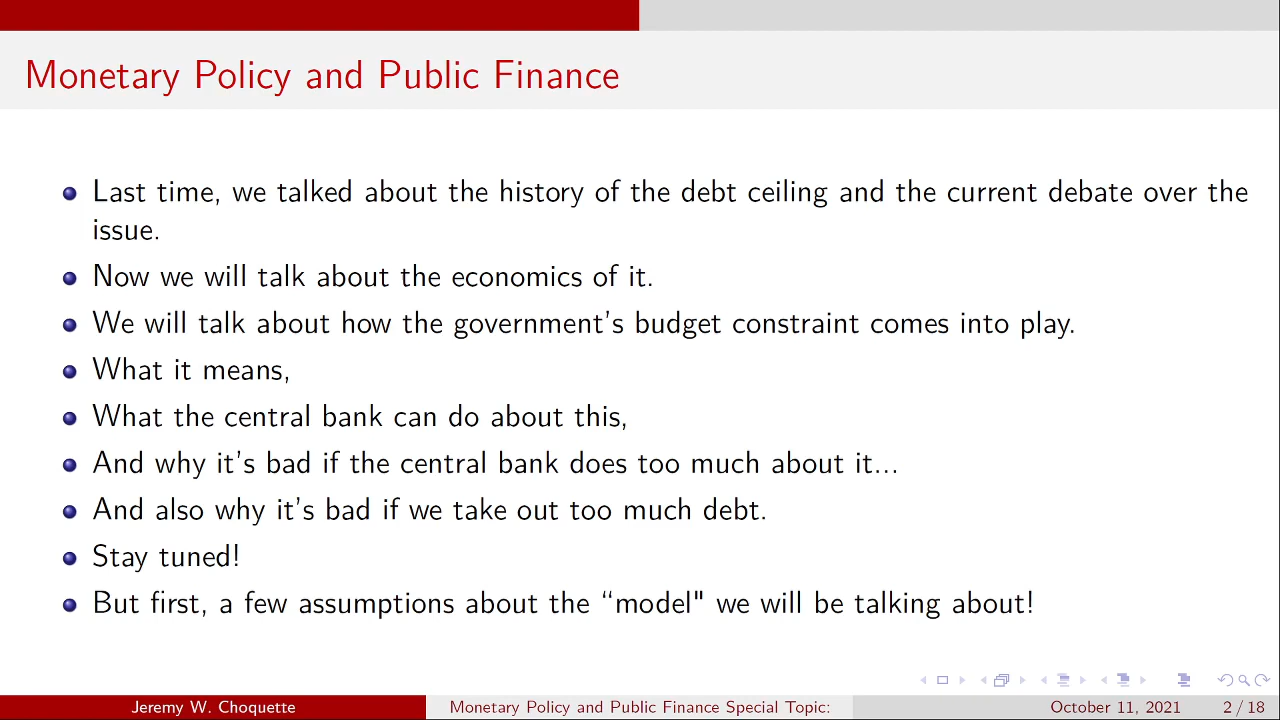 Monetary Policy and Public Finance
Last time, we talked about the history of the debt ceiling and the current debate over the
issue.
Now we will talk about the economics of it.
We will talk about how the government's budget constraint comes into play.
What it means,
What the central bank can do about this,
And why it's bad if the central bank does too much about it...
And also why it's bad if we take out too much debt.
Stay tuned!
But first, a few assumptions about the “model" we will be talking about!
Jeremy W. Choquette Monetary Policy and Public Finance Special Topic: October 11, 2021 2 / 18